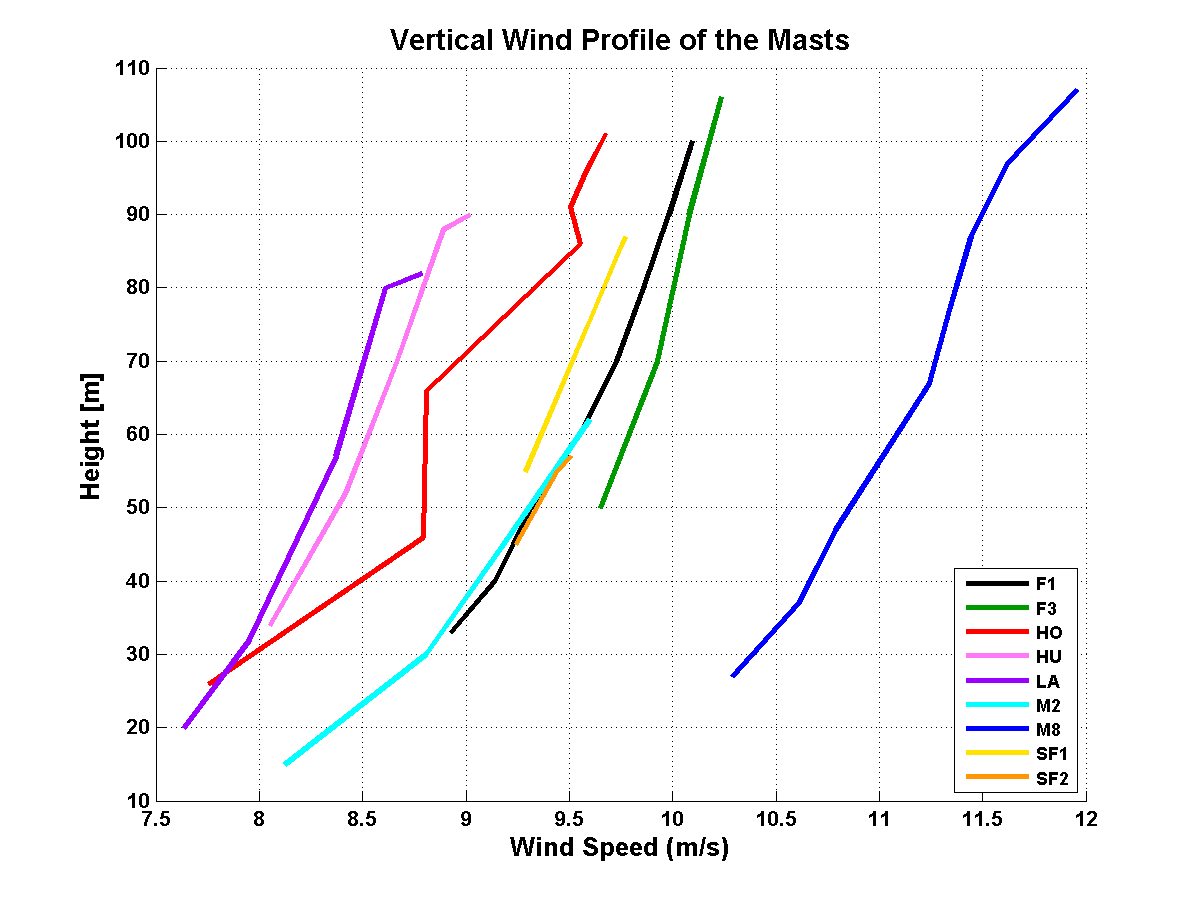 Vertical Wind Profile of the Masts
Height [m]
110
100
90
80
70
60
50
40
30
20
10
7.5 8 8.5 9 9.5 10 10.5 11 11.5 12
Wind Speed (m/s)
F1
F3
HO
HU
LA
M2
M8
SF1
SF2